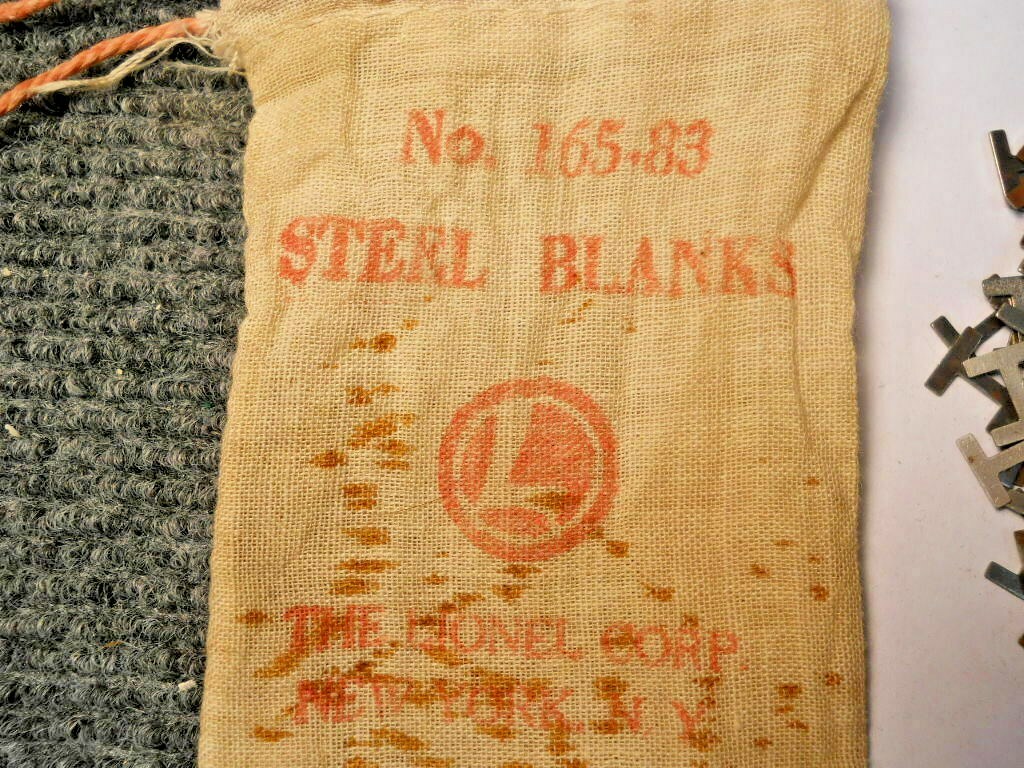 No. 165-83
STEEL BLANKS
L
THE LIONEL CORP.
NEW YORK, N. Y.